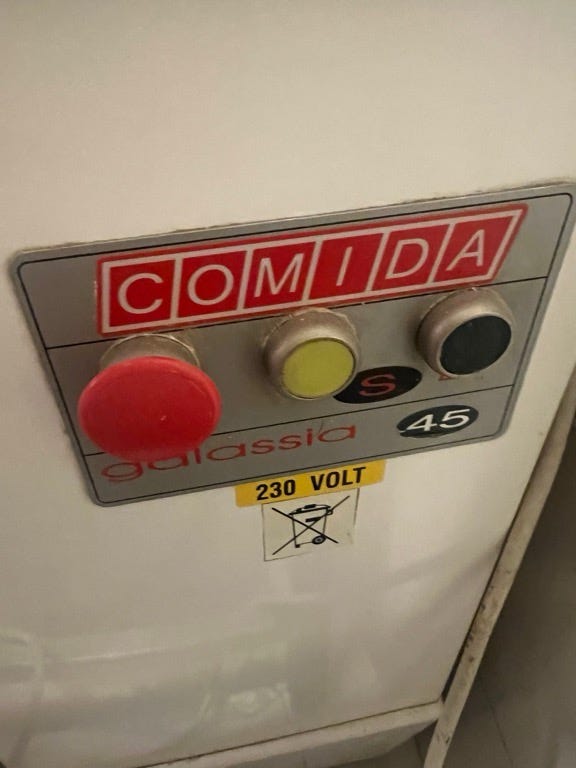 COMIDA
S
galassia 45
230 VOLT